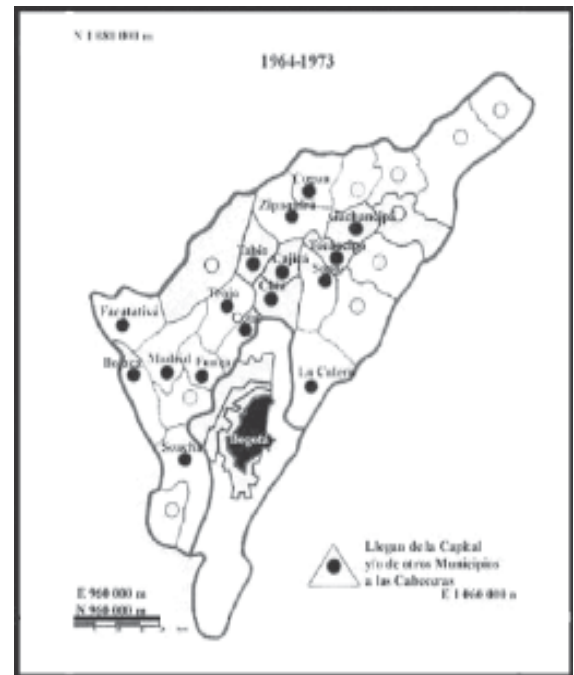 N 1 080 000 m
1964-1973
Cogua
Zipaquirá
Gachancipá
Tabio
Tocancipá
Cajicá
Sopó
Chía
Tenjo
Cota
Facatativá
Bojacá
Madrid
Funza
La Calera
Bogotá
Soacha
Llegan de la Capital
y/o de otros Municipios
a las Cabeceras
E 960 000 m
N 960 000 m
E 1 060 000 m